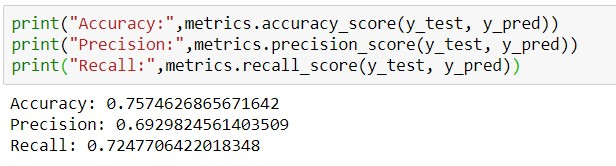 print("Accuracy:",metrics.accuracy_score(y_test, y_pred))
print("Precision:",metrics.precision_score(y_test, y_pred))
print("Recall:",metrics.recall_score(y_test, y_pred))
Accuracy: 0.7574626865671642
Precision: 0.6929824561403509
Recall: 0.7247706422018348